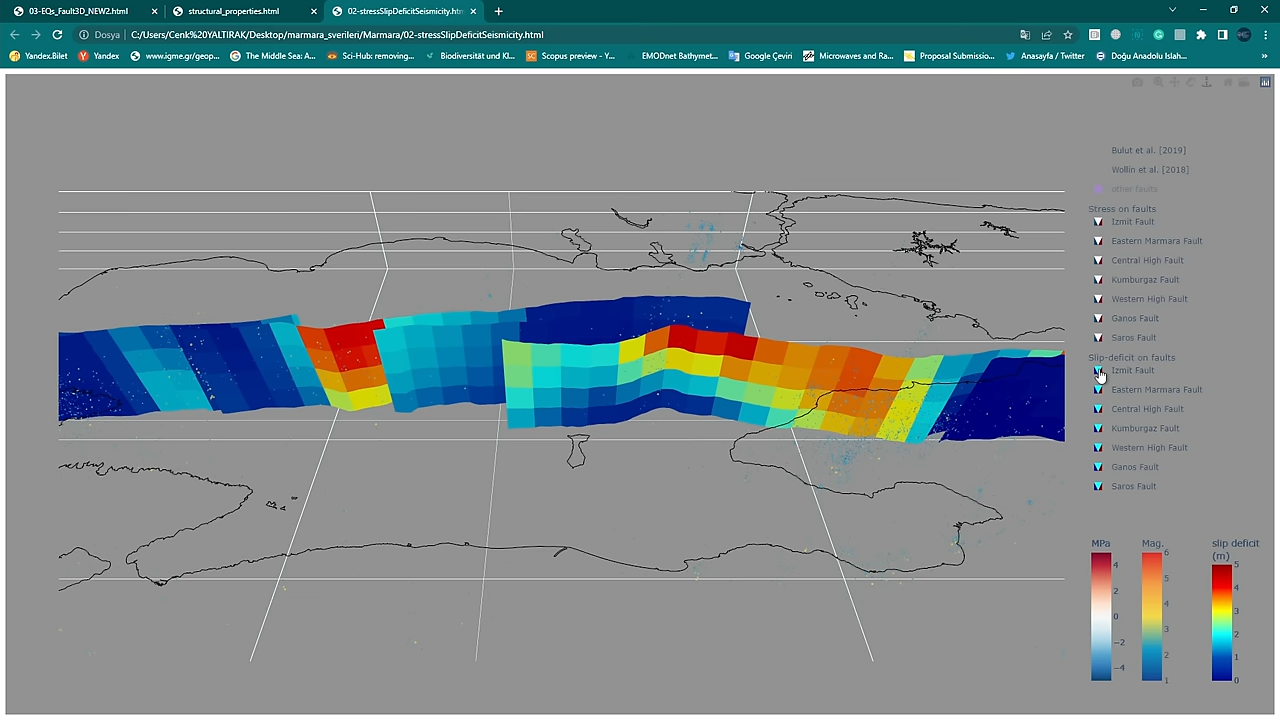 03-EQs_Fault3D_NEW2.html
structural_properties.html
02-stressSlipDeficitSeismicity.htm
Dosya
C:/Users/Cenk%20YALTIRAK/Desktop/marmara_sverileri/Marmara/02-stressSlipDeficitSeismicity.html
Yandex.Bilet
Yandex
www.igme.gr/geop...
The Middle Sea: A...
Sci-Hub: removing...
Biodiversität und Kl...
Scopus preview - Y...
EMODnet Bathymet...
Google Çeviri
Microwaves and Ra...
Proposal Submissio...
Anasayfa / Twitter
Doğu Anadolu Islah...
Bulut et al. [2019]
Wollin et al. [2018]
other faults
Stress on faults
Izmit Fault
Eastern Marmara Fault
Central High Fault
Kumburgaz Fault
Western High Fault
Ganos Fault
Saros Fault
Slip-deficit on faults
Izmit Fault
Eastern Marmara Fault
Central High Fault
Kumburgaz Fault
Western High Fault
Ganos Fault
Saros Fault
MPa
4
2
0
−2
−4
Mag.
6
5
4
3
2
1
slip deficit
(m)
5
4
3
2
1
0